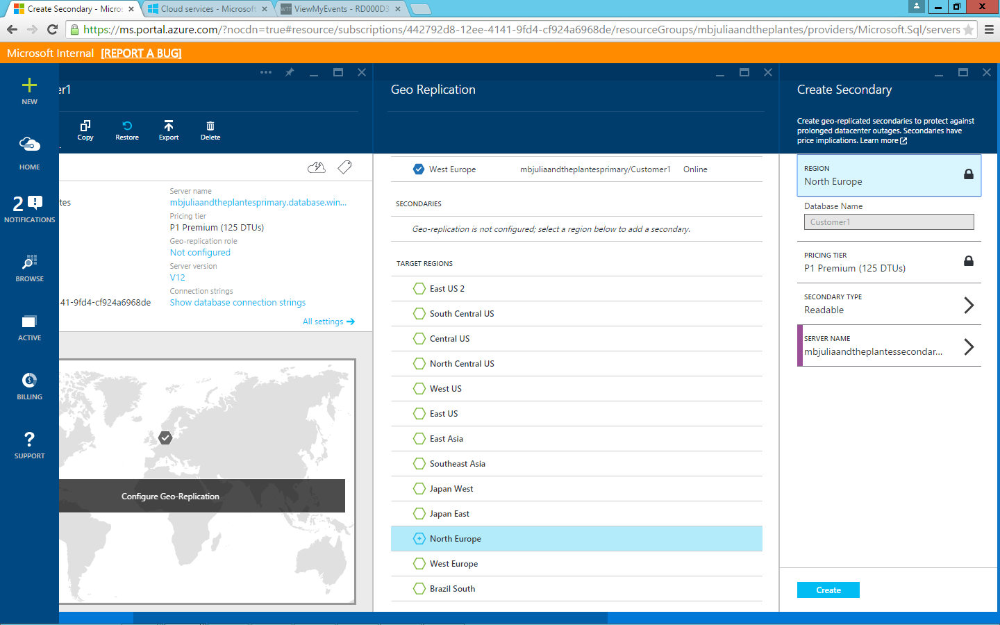 Create Secondary - Micros
Cloud services - Microsoft
ViewMyEvents - RD000D3
https://ms.portal.azure.com/?nocdn=true#resource/subscriptions/442792d8-12ee-4141-9fd4-cf924a6968de/resourceGroups/mbjuliaandtheplantes/providers/Microsoft.Sql/servers
Microsoft Internal [REPORT A BUG]
NEW
HOME
2
NOTIFICATIONS
BROWSE
ACTIVE
BILLING
SUPPORT
er1
Copy
Restore
Export
Delete
tes
41-9fd4-cf924a6968de
Server name
mbjuliaandtheplantesprimary.database.win...
Pricing tier
P1 Premium (125 DTUs)
Geo-replication role
Not configured
Server version
V12
Connection strings
Show database connection strings
All settings
Configure Geo-Replication
Geo Replication
West Europe mbjuliaandtheplantesprimary/Customer1 Online
SECONDARIES
Geo-replication is not configured; select a region below to add a secondary.
TARGET REGIONS
East US 2
South Central US
Central US
North Central US
West US
East US
East Asia
Southeast Asia
Japan West
Japan East
North Europe
West Europe
Brazil South
Create Secondary
Create geo-replicated secondaries to protect against
prolonged datacenter outages. Secondaries have
price implications. Learn more
REGION
North Europe
Database Name
Customer1
PRICING TIER
P1 Premium (125 DTUs)
SECONDARY TYPE
Readable
SERVER NAME
mbjuliaandtheplantessecondar...
Create